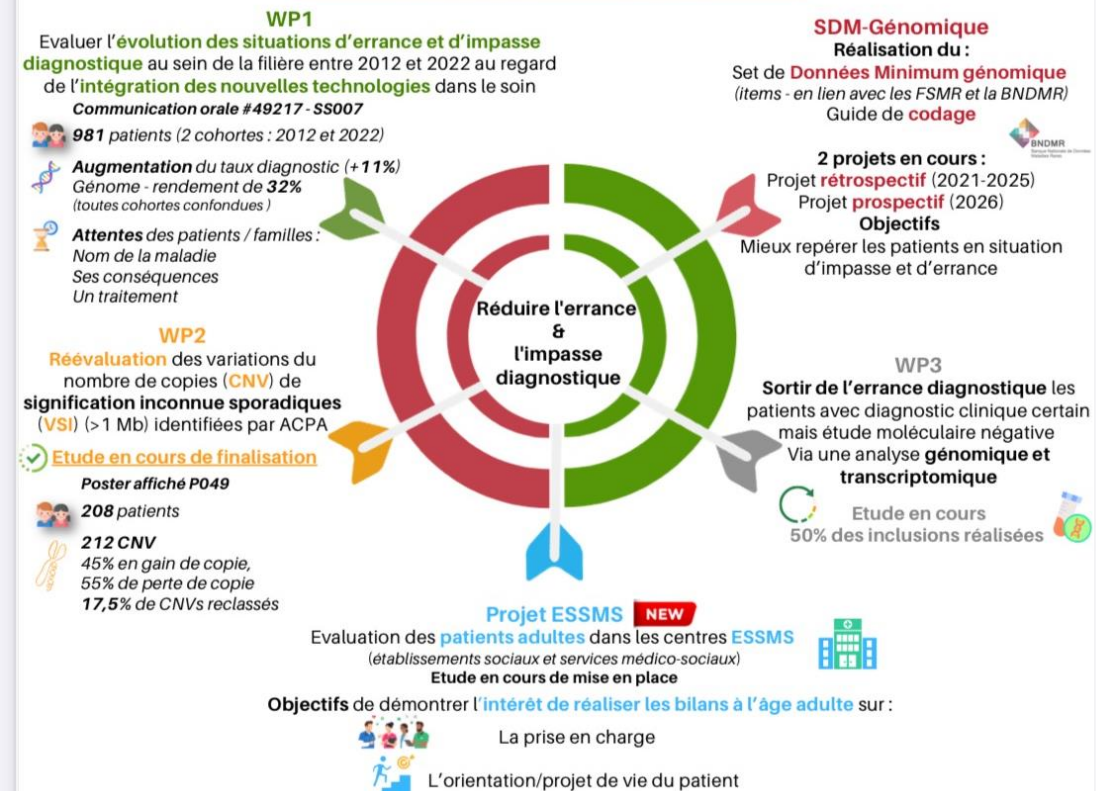 WP1
Evaluer l'évolution des situations d'errance et d'impasse
diagnostique au sein de la filière entre 2012 et 2022 au regard
de l'intégration des nouvelles technologies dans le soin
Communication orale #49217 - SS007
981 patients (2 cohortes : 2012 et 2022)
Augmentation du taux diagnostic (+11%)
Génome - rendement de 32%
(toutes cohortes confondues )
Attentes des patients / familles :
Nom de la maladie
Ses conséquences
Un traitement
SDM-Génomique
Réalisation du :
Set de Données Minimum génomique
(items - en lien avec les FSMR et la BNDMR)
Guide de codage
BNDMR
Banque Nationale de Données
Maladies Rares
2 projets en cours :
Projet rétrospectif (2021-2025)
Projet prospectif (2026)
Objectifs
Mieux repérer les patients en situation
d'impasse et d'errance
Réduire l'errance
&
l'impasse
diagnostique
WP2
Réévaluation des variations du
nombre de copies (CNV) de
signification inconnue sporadiques
(VSI) (>1 Mb) identifiées par ACPA
Etude en cours de finalisation
Poster affiché P049
208 patients
212 CNV
45% en gain de copie,
55% de perte de copie
17,5% de CNVs reclassés
WP3
Sortir de l'errance diagnostique les
patients avec diagnostic clinique certain
mais étude moléculaire négative
Via une analyse génomique et
transcriptomique
Etude en cours
50% des inclusions réalisées
Projet ESSMS NEW
Evaluation des patients adultes dans les centres ESSMS
(établissements sociaux et services médico-sociaux)
Etude en cours de mise en place
Objectifs de démontrer l'intérêt de réaliser les bilans à l'âge adulte sur :
La prise en charge
L'orientation/projet de vie du patient